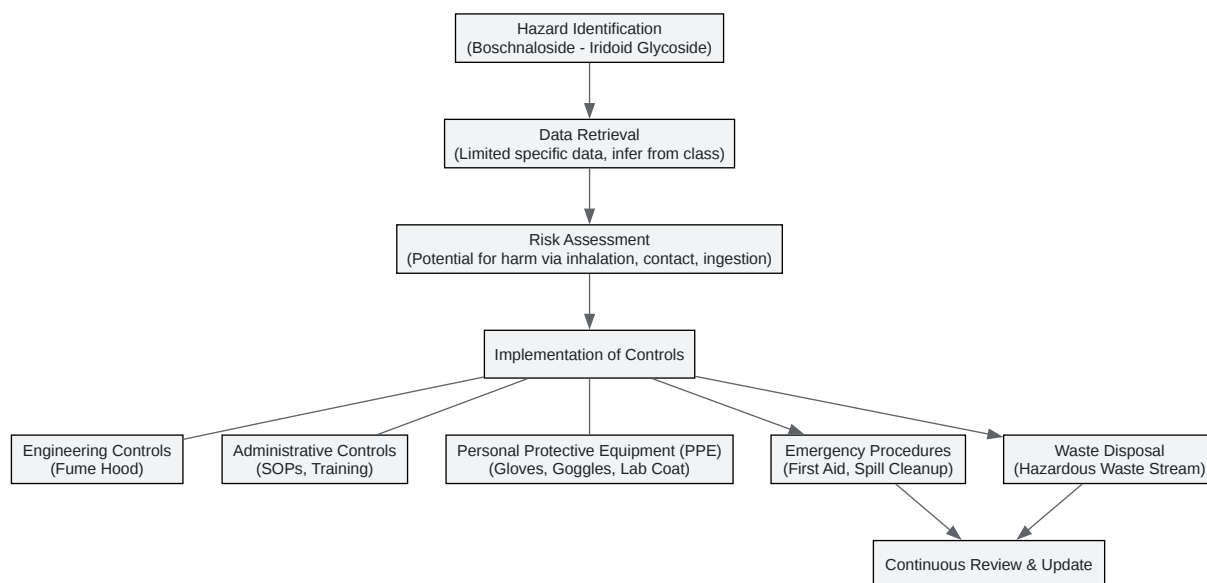 Hazard Identification
(Boschnaloside - Iridoid Glycoside)
Data Retrieval
(Limited specific data, infer from class)
Risk Assessment
(Potential for harm via inhalation, contact, ingestion)
Implementation of Controls
Engineering Controls
(Fume Hood)
Administrative Controls
(SOPs, Training)
Personal Protective Equipment (PPE)
(Gloves, Goggles, Lab Coat)
Emergency Procedures
(First Aid, Spill Cleanup)
Waste Disposal
(Hazardous Waste Stream)
Continuous Review & Update